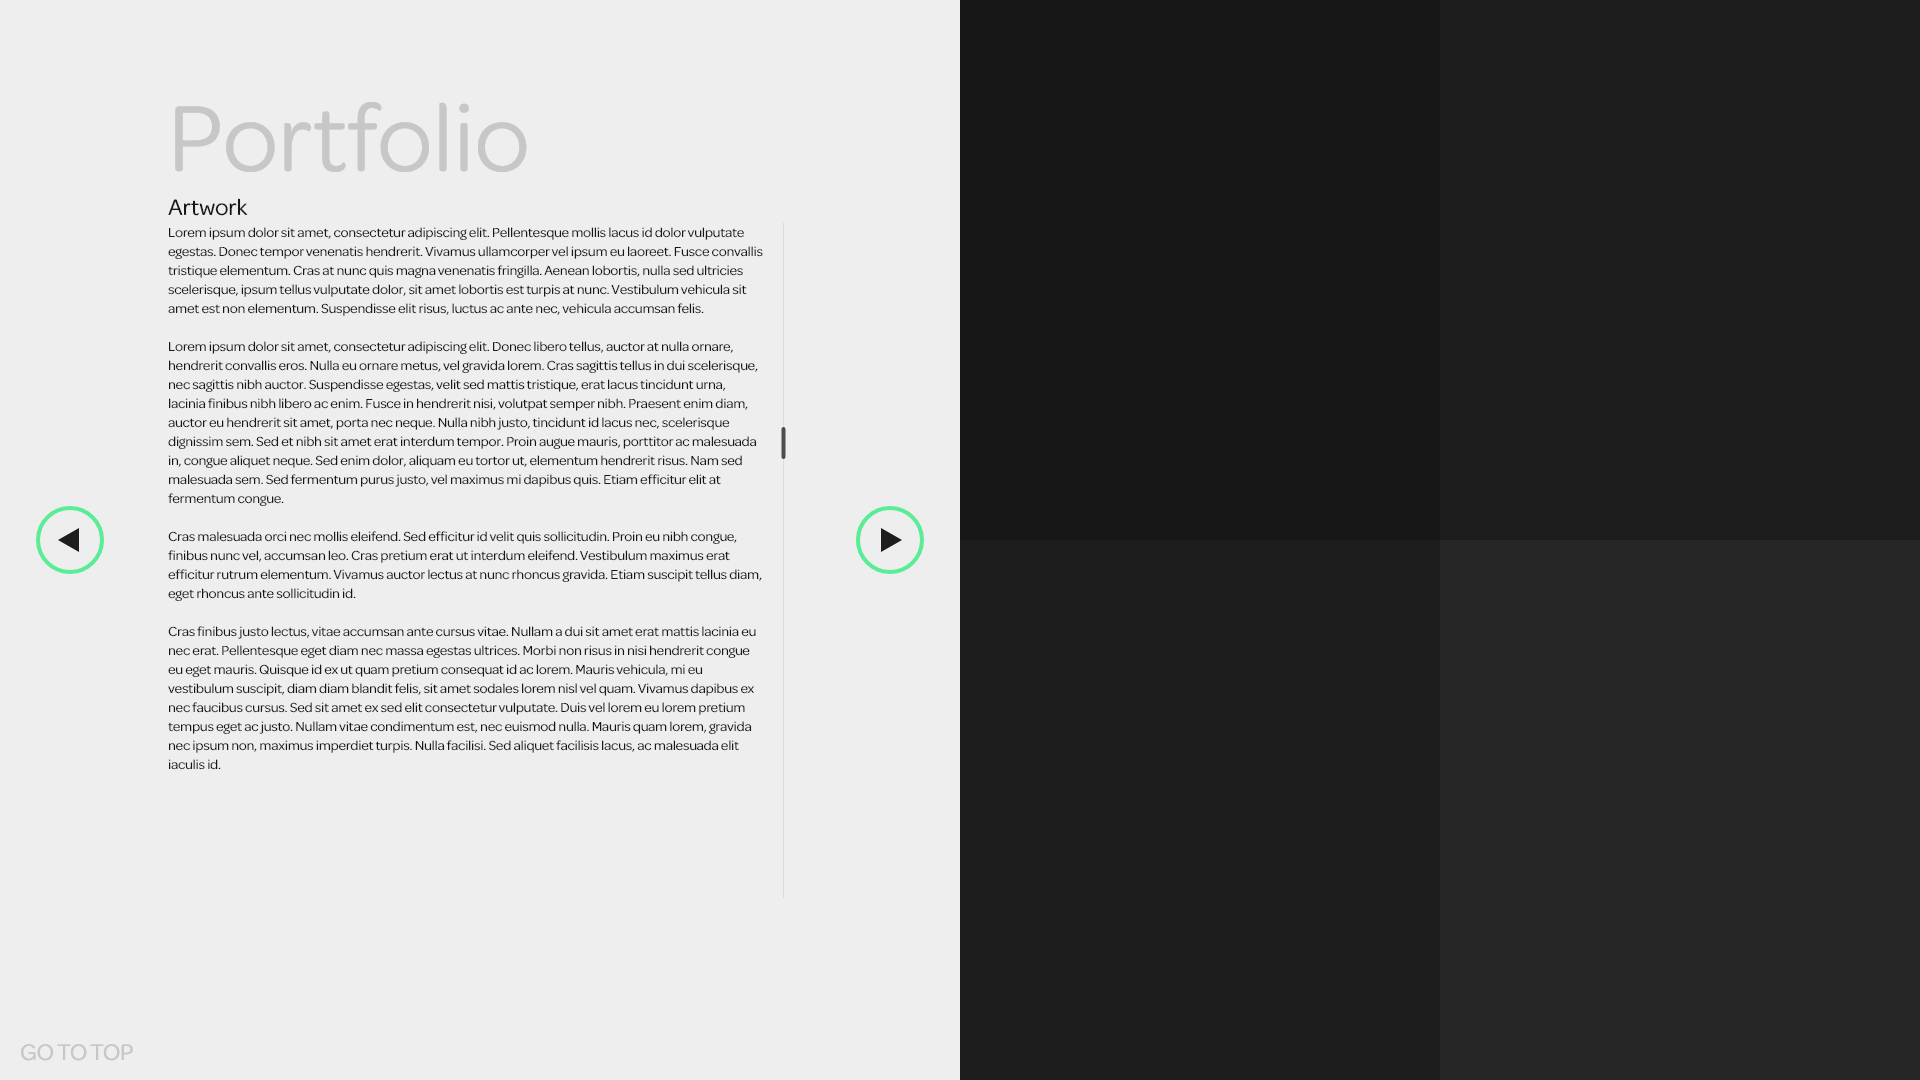 Portfolio
Artwork
Lorem ipsum dolor sit amet, consectetur adipiscing elit. Pellentesque mollis lacus id dolor vulputate
egestas. Donec tempor venenatis hendrerit. Vivamus ullamcorper vel ipsum eu laoreet. Fusce convallis
tristique elementum. Cras at nunc quis magna venenatis fringilla. Aenean lobortis, nulla sed ultricies
scelerisque, ipsum tellus vulputate dolor, sit amet lobortis est turpis at nunc. Vestibulum vehicula sit
amet est non elementum. Suspendisse elit risus, luctus ac ante nec, vehicula accumsan felis.
Lorem ipsum dolor sit amet, consectetur adipiscing elit. Donec libero tellus, auctor at nulla ornare,
hendrerit convallis eros. Nulla eu ornare metus, vel gravida lorem. Cras sagittis tellus in dui scelerisque,
nec sagittis nibh auctor. Suspendisse egestas, velit sed mattis tristique, erat lacus tincidunt urna,
lacinia finibus nibh libero ac enim. Fusce in hendrerit nisi, volutpat semper nibh. Praesent enim diam,
auctor eu hendrerit sit amet, porta nec neque. Nulla nibh justo, tincidunt id lacus nec, scelerisque
dignissim sem. Sed et nibh sit amet erat interdum tempor. Proin augue mauris, porttitor ac malesuada
in, congue aliquet neque. Sed enim dolor, aliquam eu tortor ut, elementum hendrerit risus. Nam sed
malesuada sem. Sed fermentum purus justo, vel maximus mi dapibus quis. Etiam efficitur elit at
fermentum congue.
Cras malesuada orci nec mollis eleifend. Sed efficitur id velit quis sollicitudin. Proin eu nibh congue,
finibus nunc vel, accumsan leo. Cras pretium erat ut interdum eleifend. Vestibulum maximus erat
efficitur rutrum elementum. Vivamus auctor lectus at nunc rhoncus gravida. Etiam suscipit tellus diam,
eget rhoncus ante sollicitudin id.
Cras finibus justo lectus, vitae accumsan ante cursus vitae. Nullam a dui sit amet erat mattis lacinia eu
nec erat. Pellentesque eget diam nec massa egestas ultrices. Morbi non risus in nisi hendrerit congue
eu eget mauris. Quisque id ex ut quam pretium consequat id ac lorem. Mauris vehicula, mi eu
vestibulum suscipit, diam diam blandit felis, sit amet sodales lorem nisl vel quam. Vivamus dapibus ex
nec faucibus cursus. Sed sit amet ex sed elit consectetur vulputate. Duis vel lorem eu lorem pretium
tempus eget ac justo. Nullam vitae condimentum est, nec euismod nulla. Mauris quam lorem, gravida
nec ipsum non, maximus imperdiet turpis. Nulla facilisi. Sed aliquet facilisis lacus, ac malesuada elit
iaculis id.
GO TO TOP